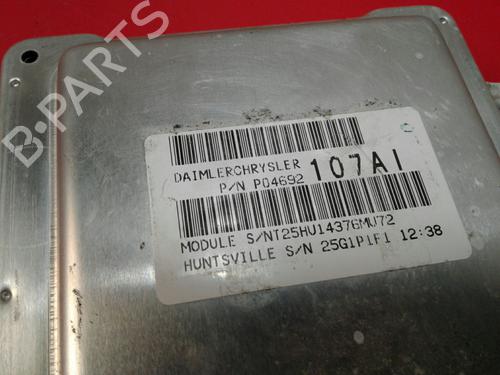 B-PARTS
DAIMLERCHRYSLER
P/N P04692 107AI
MODULE S/NT25HU14376MU72
HUNTSVILLE S/N 25G1P1F1 12:38